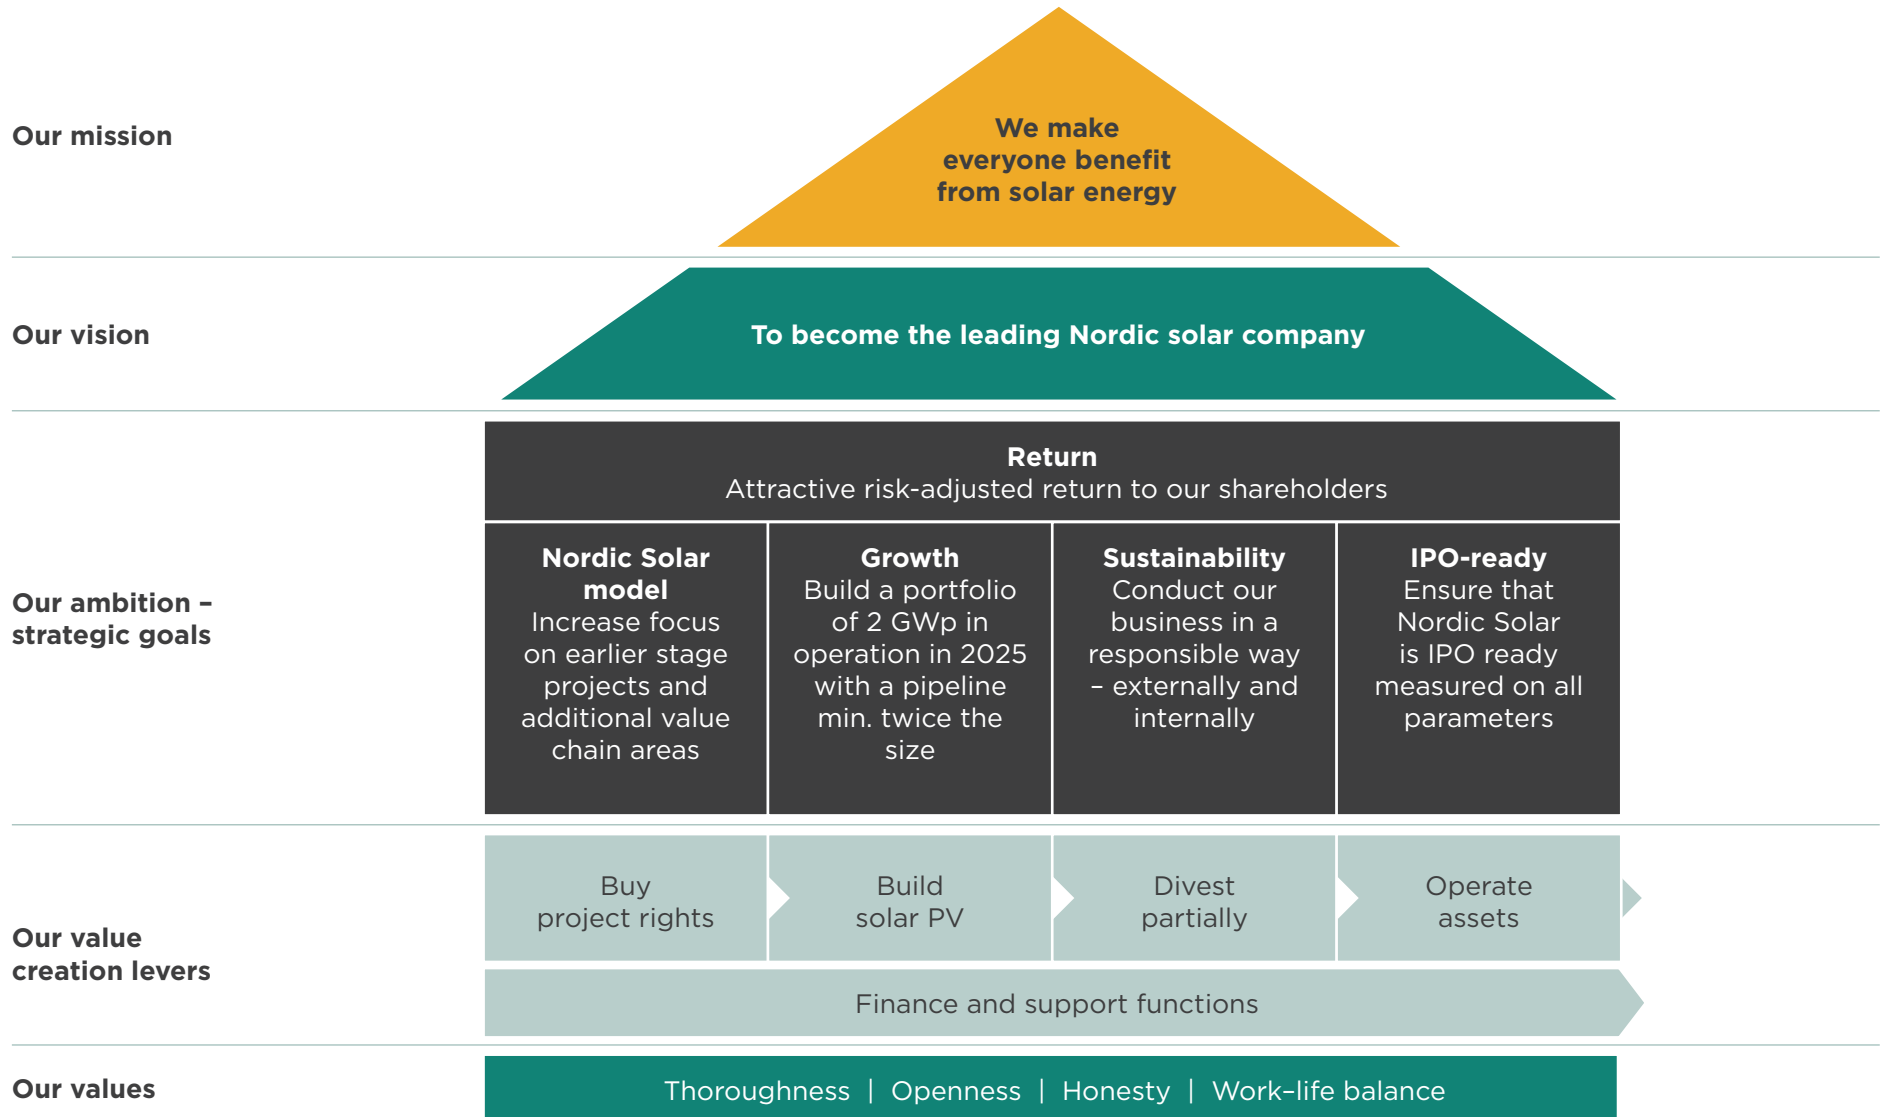 Our mission
We make
everyone benefit
from solar energy
Our vision
To become the leading Nordic solar company
Our ambition –
strategic goals
Return
Attractive risk-adjusted return to our shareholders
Nordic Solar
model
Increase focus
on earlier stage
projects and
additional value
chain areas
Growth
Build a portfolio
of 2 GWp in
operation in 2025
with a pipeline
min. twice the
size
Sustainability
Conduct our
business in a
responsible way
– externally and
internally
IPO-ready
Ensure that
Nordic Solar
is IPO ready
measured on all
parameters
Our value
creation levers
Buy
project rights
Build
solar PV
Divest
partially
Operate
assets
Finance and support functions
Our values
Thoroughness | Openness | Honesty | Work–life balance